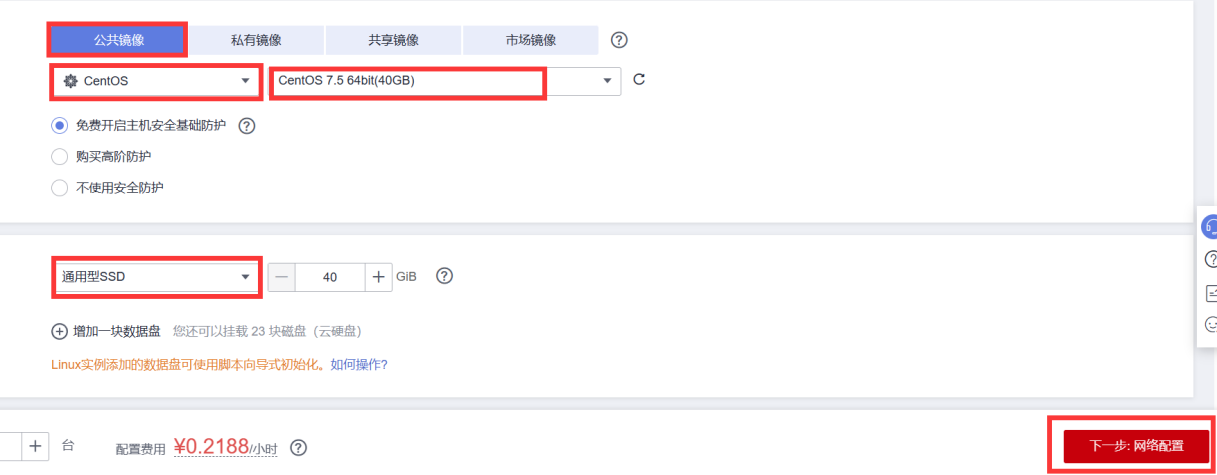 公共镜像 私有镜像 共享镜像 市场镜像
CentOS CentOS 7.5 64bit(40GB)
免费开启主机安全基础防护
购买高阶防护
不使用安全防护
通用型SSD 40 GiB
增加一块数据盘 您还可以挂载 23 块磁盘（云硬盘）
Linux实例添加的数据盘可使用脚本向导式初始化。如何操作?
台 配置费用 ¥0.2188/小时 下一步: 网络配置